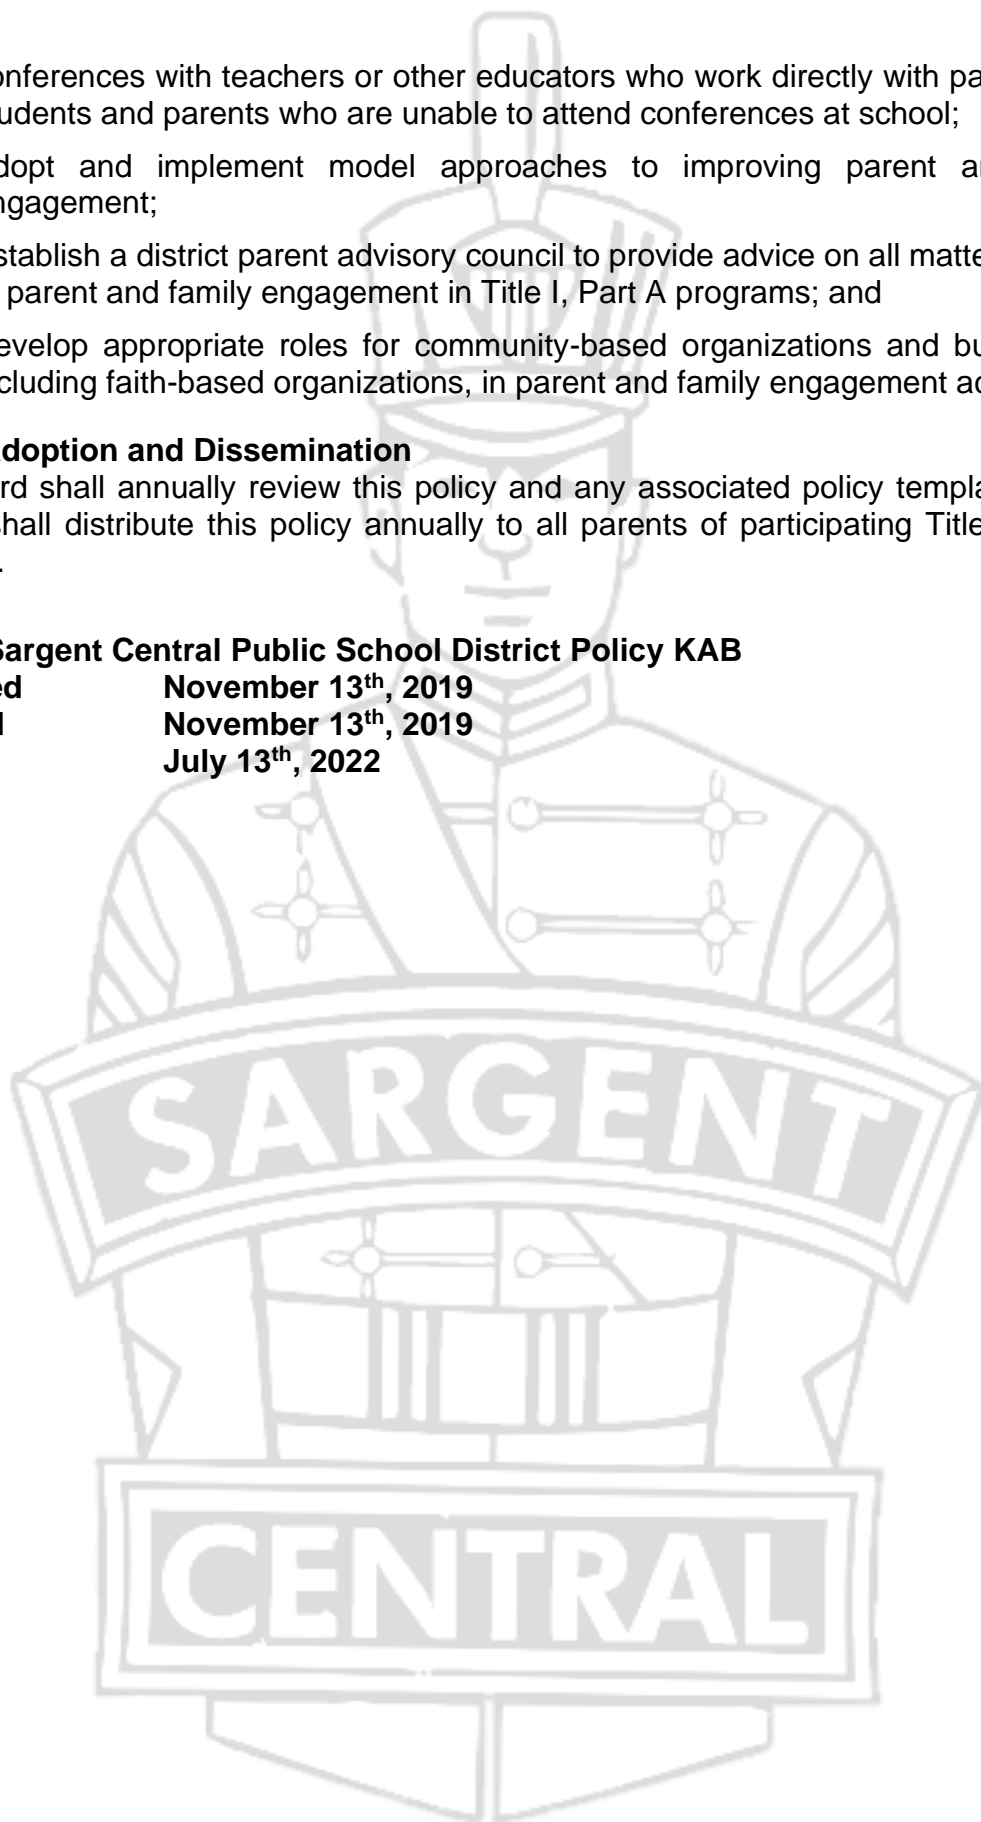 onferences with teachers or other educators who work directly with pa
udents and parents who are unable to attend conferences at school;
dopt and implement model approaches to improving parent a
ngagement;
stablish a district parent advisory council to provide advice on all matte
parent and family engagement in Title I, Part A programs; and
evelop appropriate roles for community-based organizations and bu
cluding faith-based organizations, in parent and family engagement ac
doption and Dissemination
rd shall annually review this policy and any associated policy templa
shall distribute this policy annually to all parents of participating Title
.
Sargent Central Public School District Policy KAB
ed November 13th, 2019
d November 13th, 2019
July 13th, 2022
SARGENT
CENTRAL